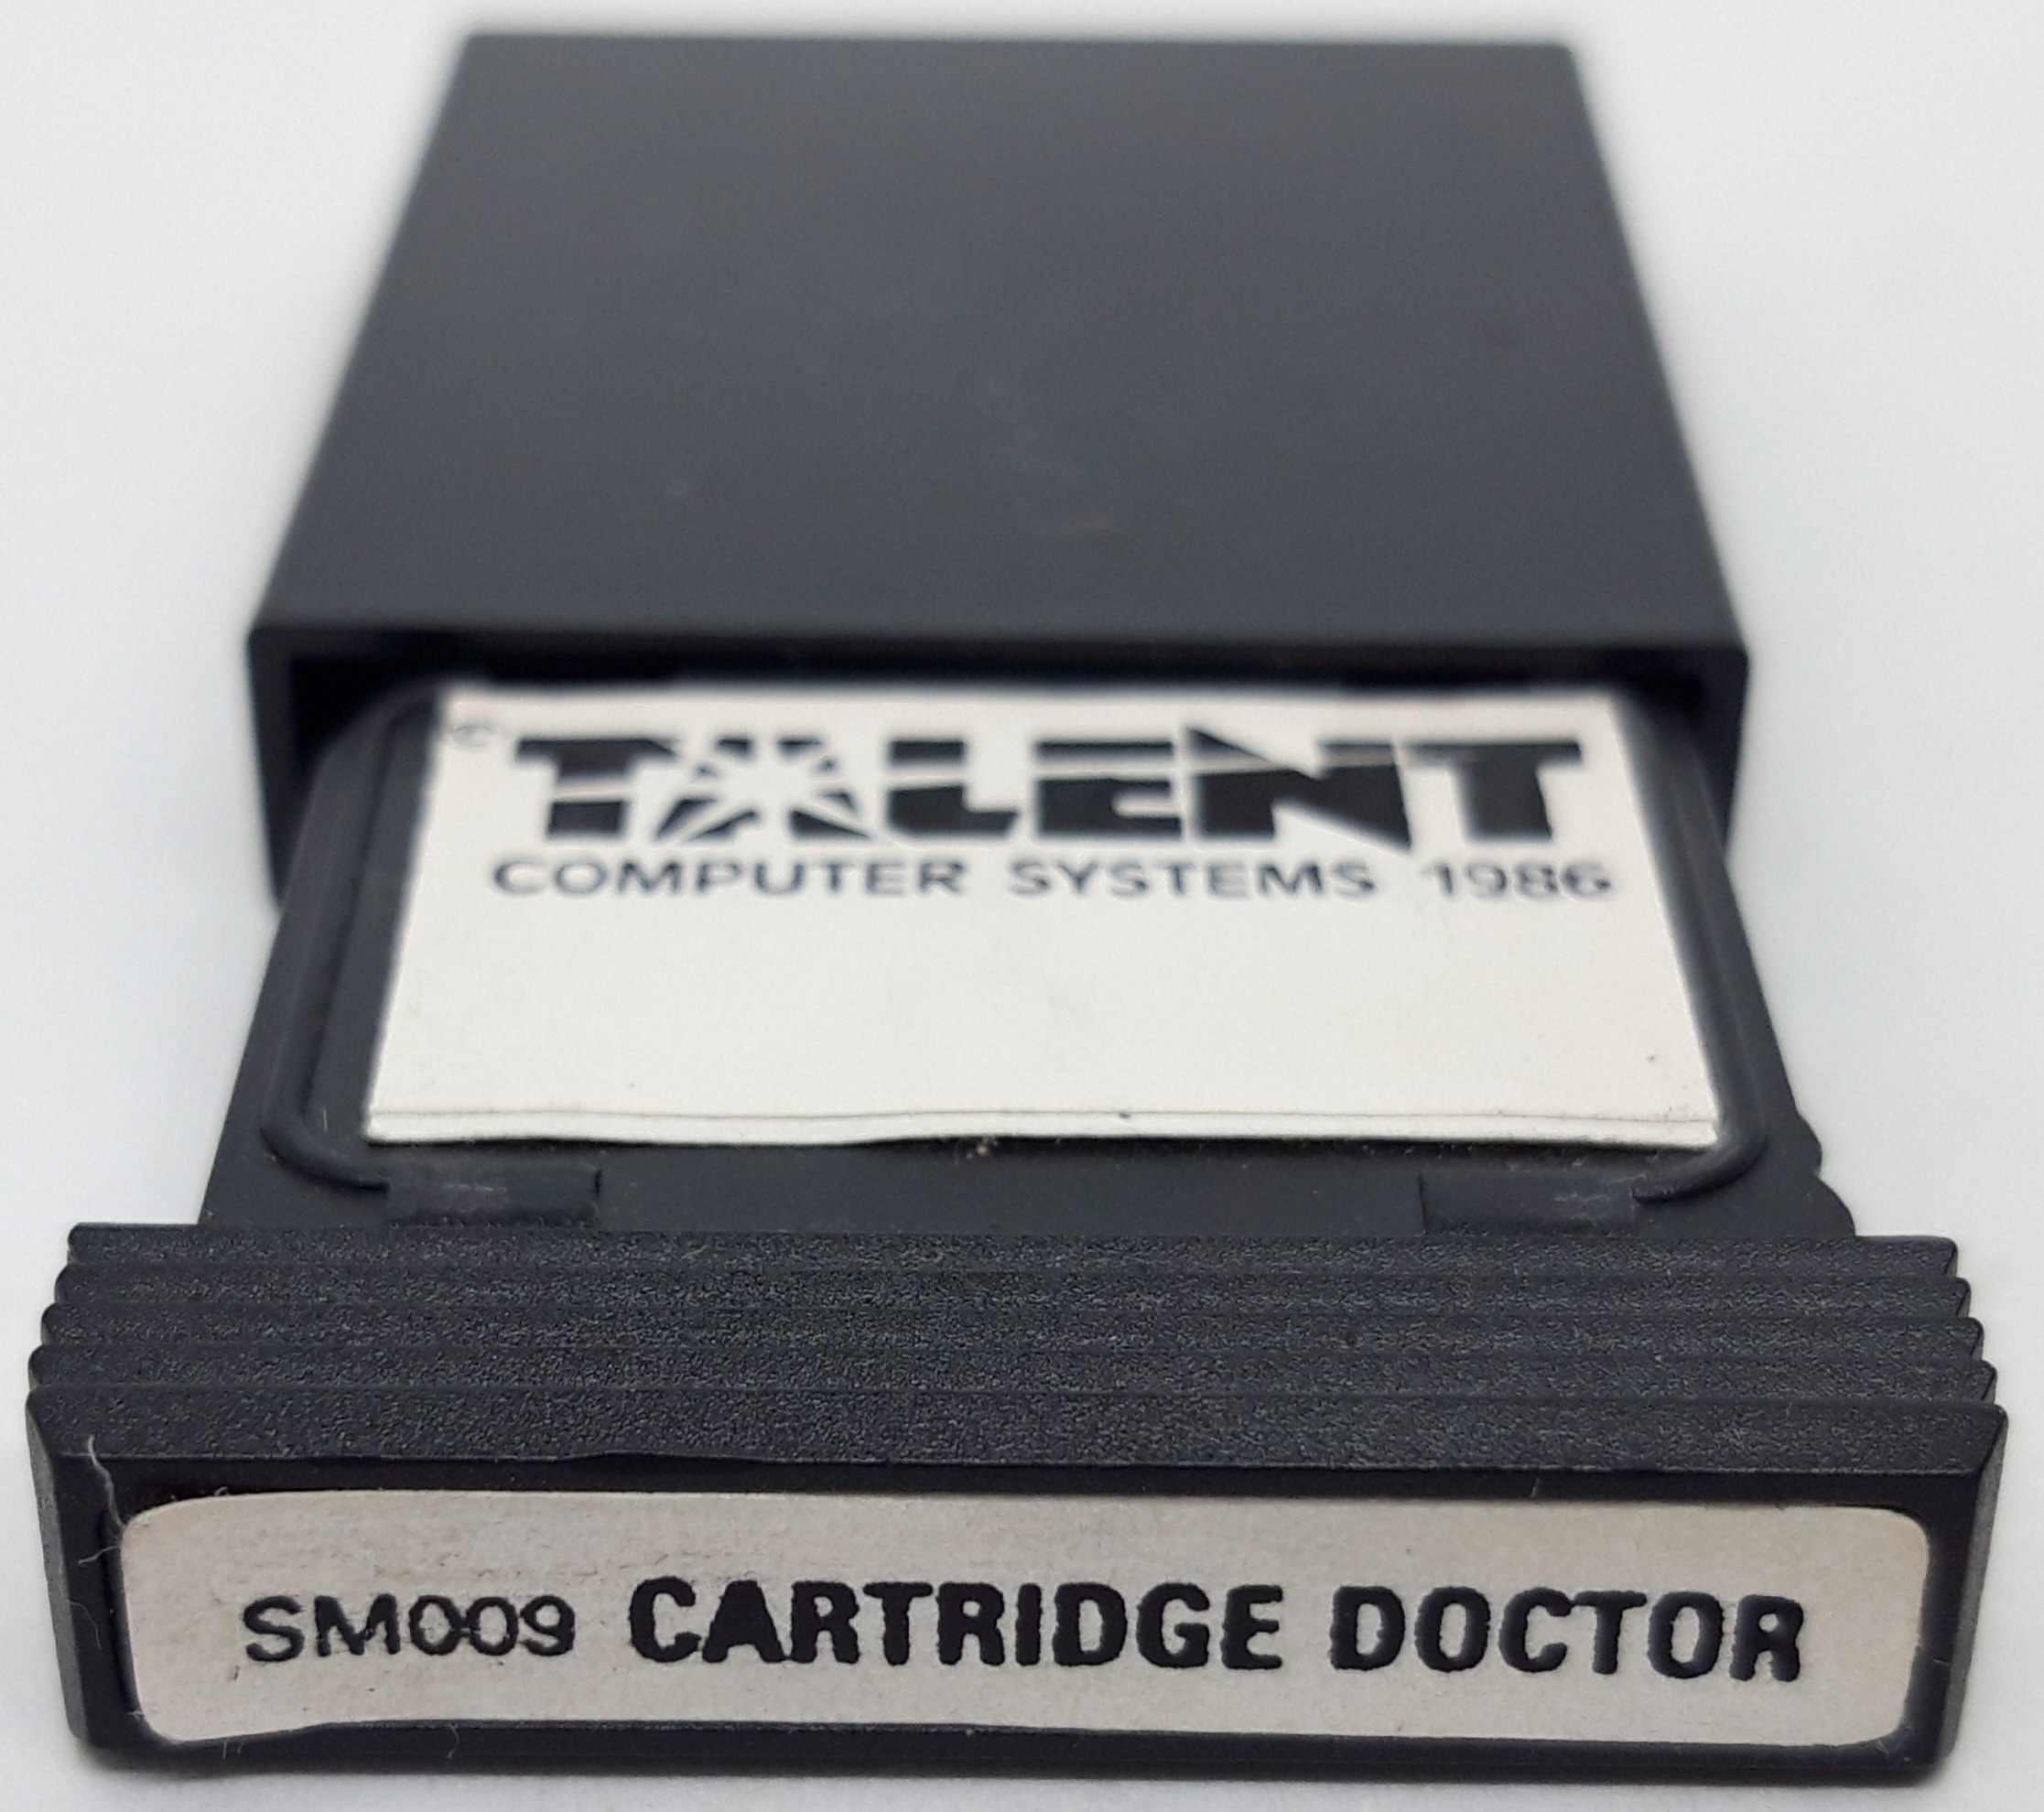 © TALENT
COMPUTER SYSTEMS 1986
SM009 CARTRIDGE DOCTOR